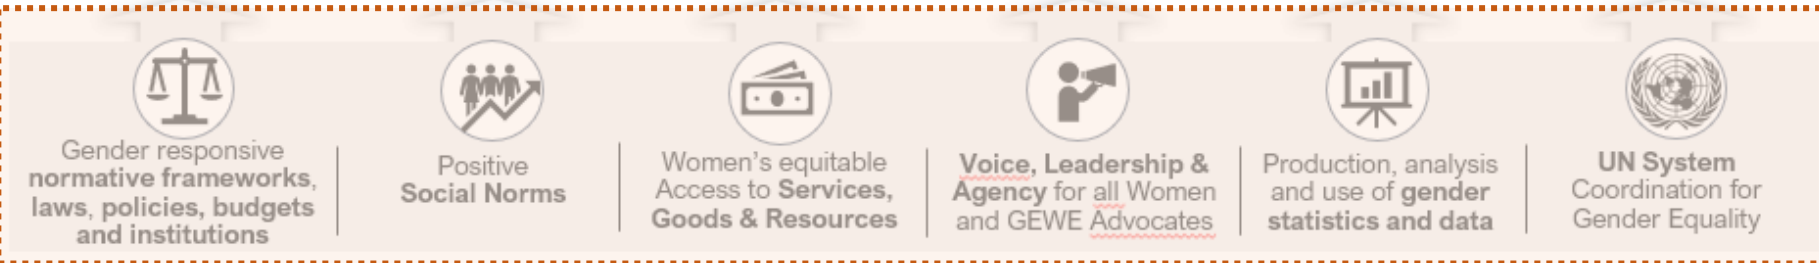 Gender responsive
normative frameworks,
laws, policies, budgets
and institutions
Positive
Social Norms
Women's equitable
Access to Services,
Goods & Resources
Voice, Leadership &
Agency for all Women
and GEWE Advocates
Production, analysis
and use of gender
statistics and data
UN System
Coordination for
Gender Equality